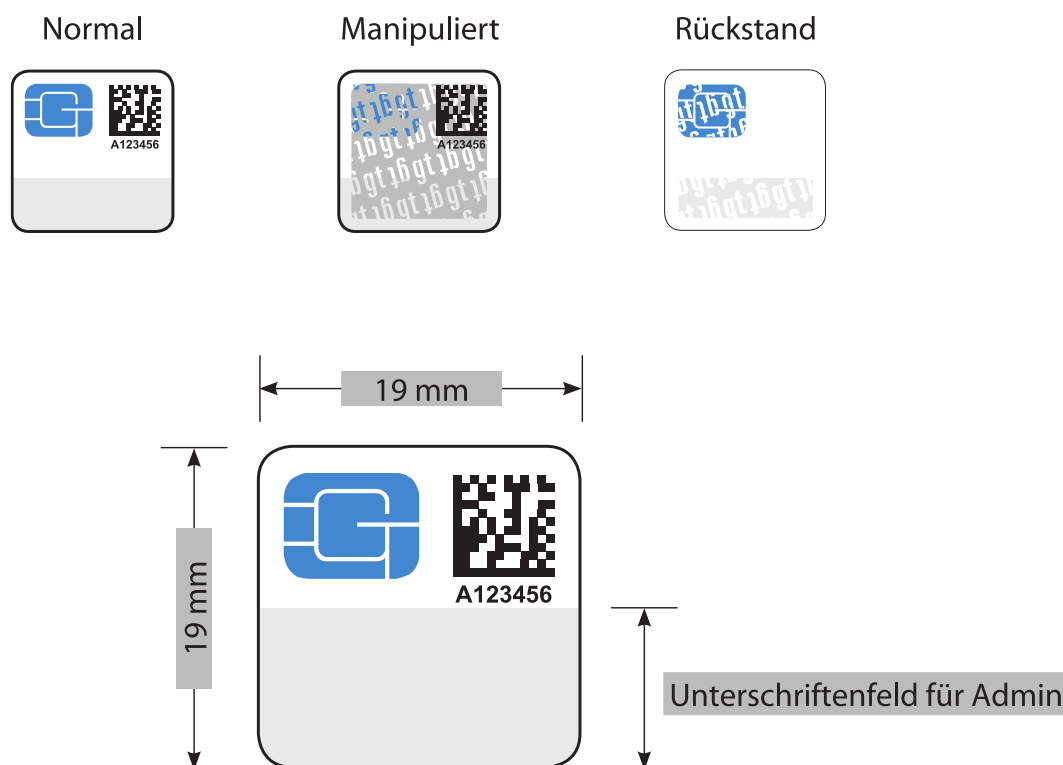 Normal
Manipuliert
Rückstand
A123456
A123456
19 mm
19 mm
A123456
Unterschriftenfeld für Admin